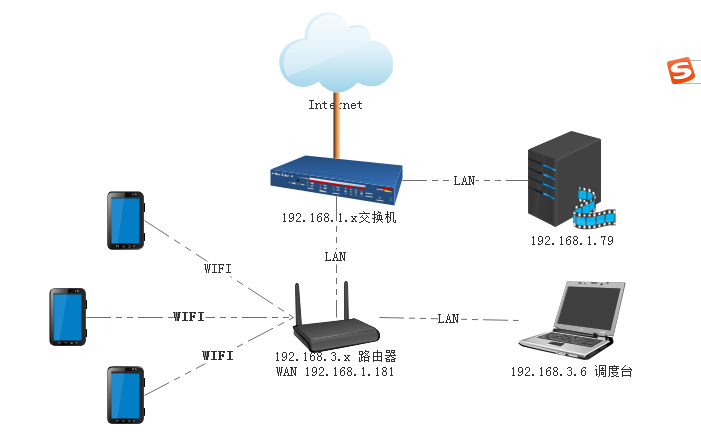 Internet
LAN
192.168.1.x交换机
192.168.1.79
LAN
WIFI
WIFI
LAN
WIFI
192.168.3.x 路由器
WAN 192.168.1.181
192.168.3.6 调度台
S